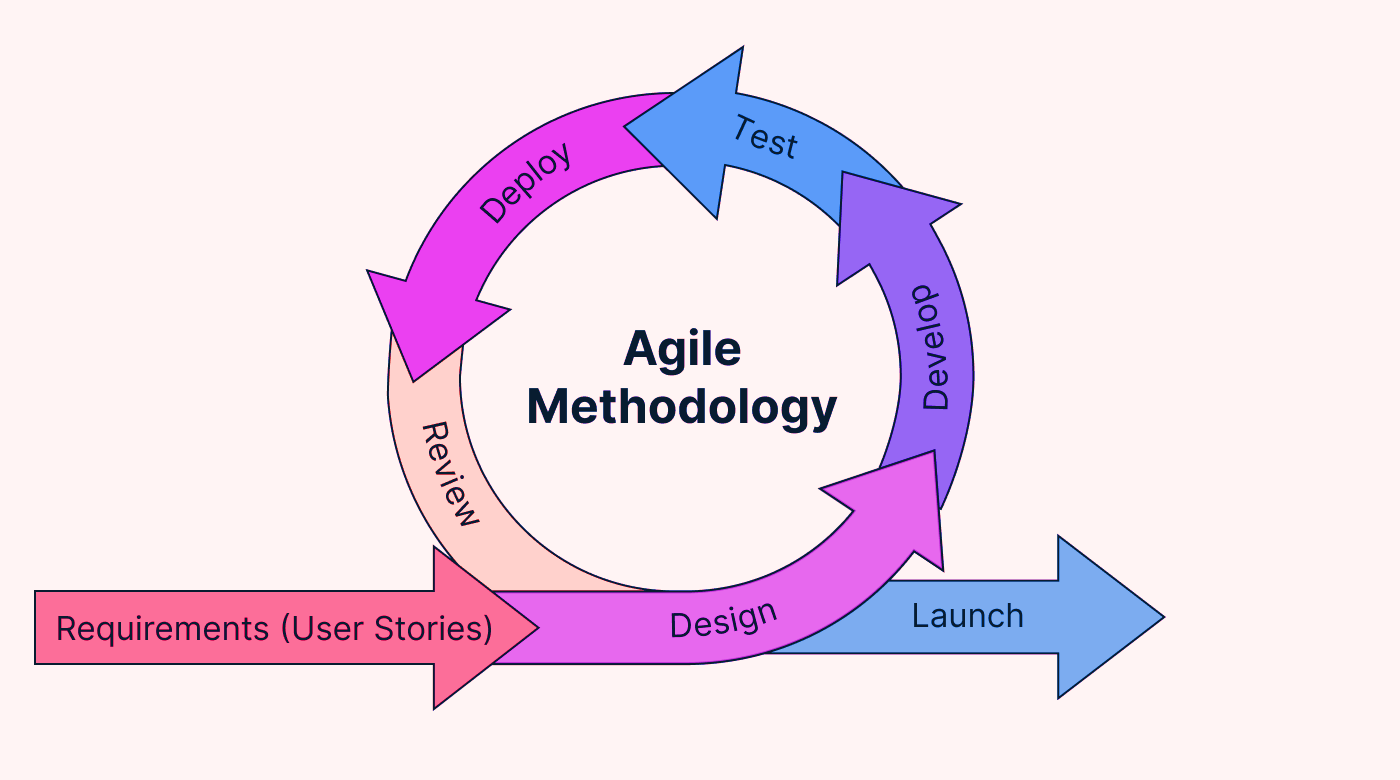 Test
Deploy
Develop
Agile
Methodology
Review
Design
Launch
Requirements (User Stories)